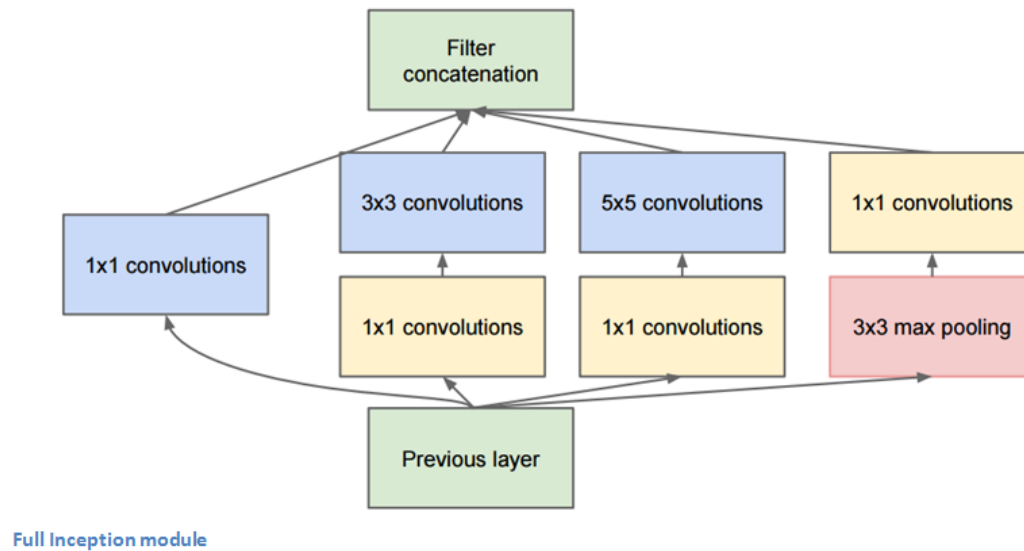 Filter
concatenation
3x3 convolutions
5x5 convolutions
1x1 convolutions
1x1 convolutions
1x1 convolutions
1x1 convolutions
3x3 max pooling
Previous layer
Full Inception module